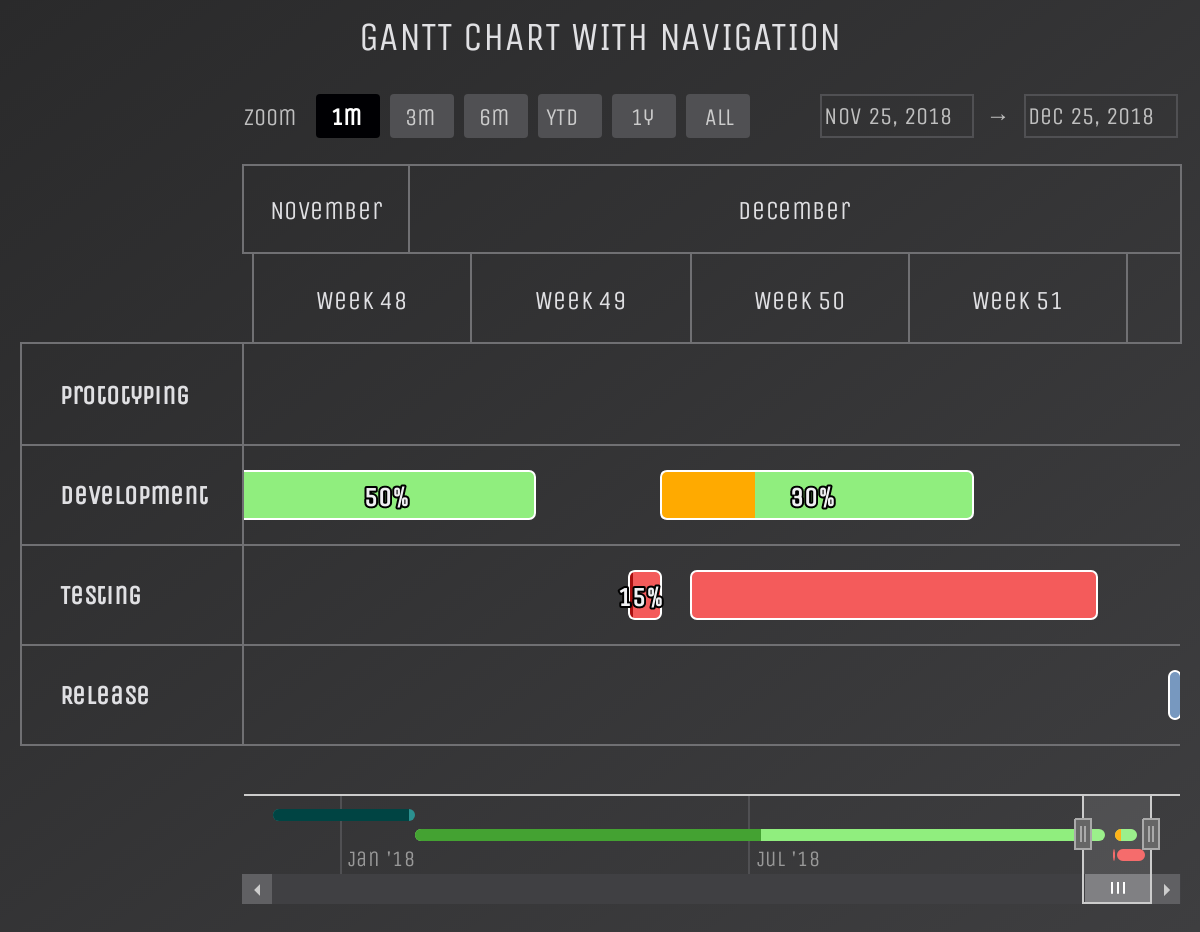 GANTT CHART WITH NAVIGATION
Zoom 1m 3m 6m YTD 1y All Nov 25, 2018 → Dec 25, 2018
November December
Week 48 Week 49 Week 50 Week 51
Prototyping
Development 50% 30%
Testing 15%
Release
Jan '18 Jul '18